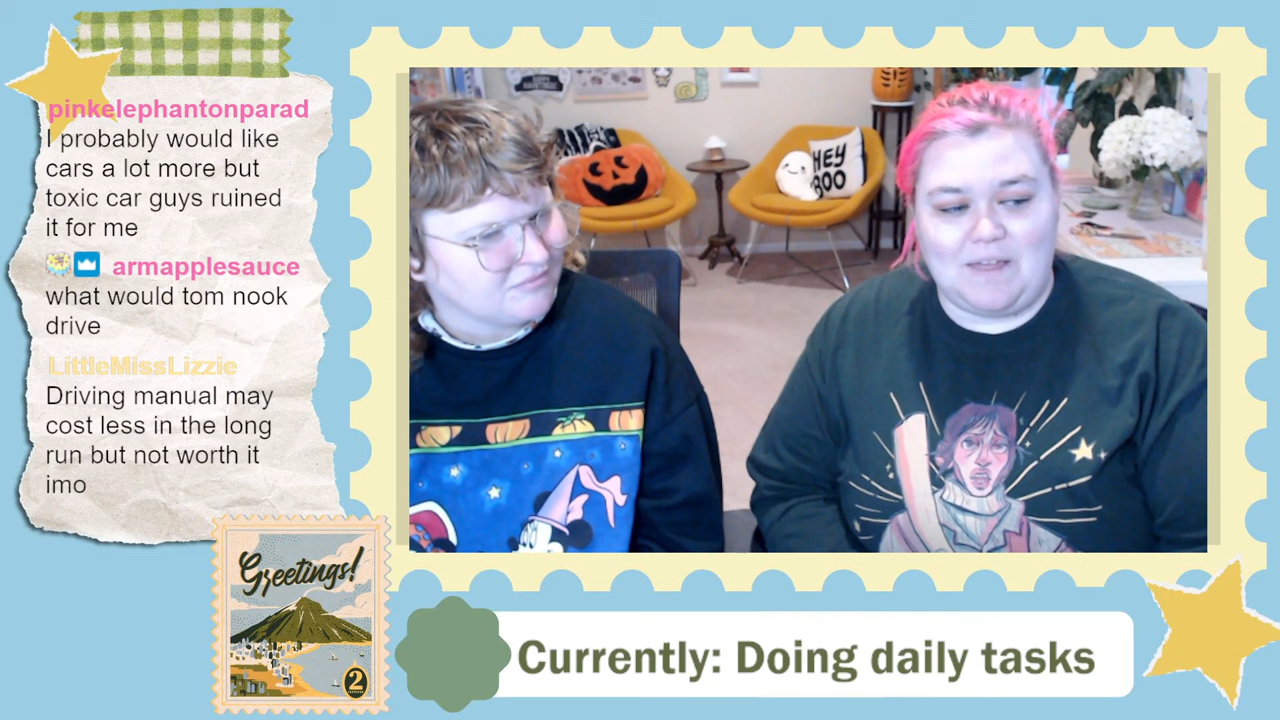 pinkelephantonparad
I probably would like
cars a lot more but
toxic car guys ruined
it for me
armapplesauce
what would tom nook
drive
LittleMissLizzie
Driving manual may
cost less in the long
run but not worth it
imo
HEY
BOO
Greetings!
2
Currently: Doing daily tasks